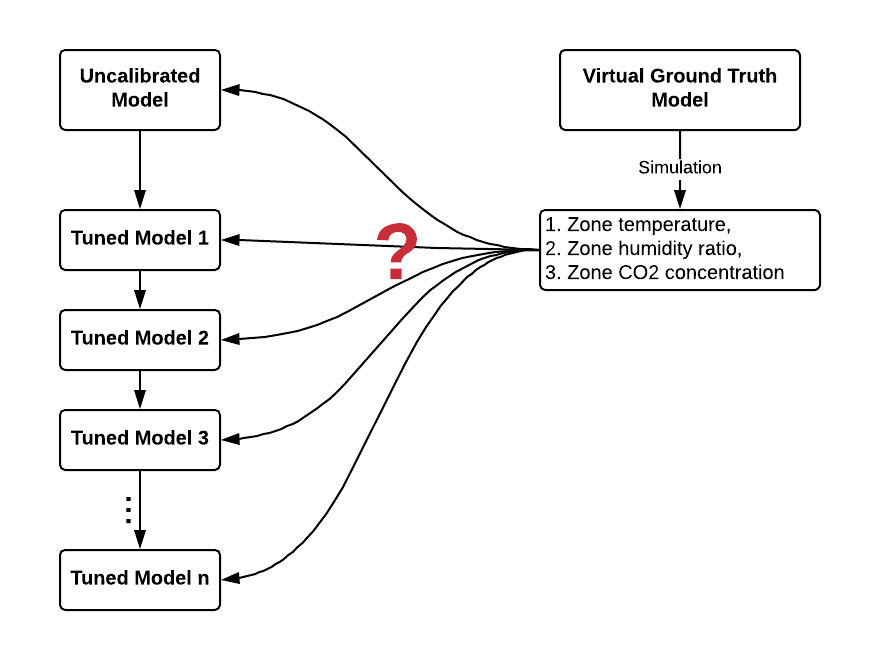 Uncalibrated
Model
Virtual Ground Truth
Model
Simulation
Tuned Model 1
?
1. Zone temperature,
2. Zone humidity ratio,
3. Zone CO2 concentration
Tuned Model 2
Tuned Model 3
...
Tuned Model n